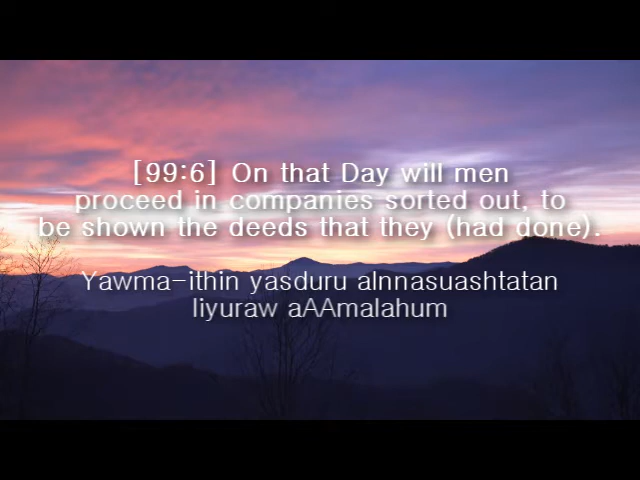 [99:6] On that Day will men
proceed in companies sorted out, to
be shown the deeds that they (had done).
Yawma-ithin yasduru alnnasuashtatan
liyuraw aAAmalahum